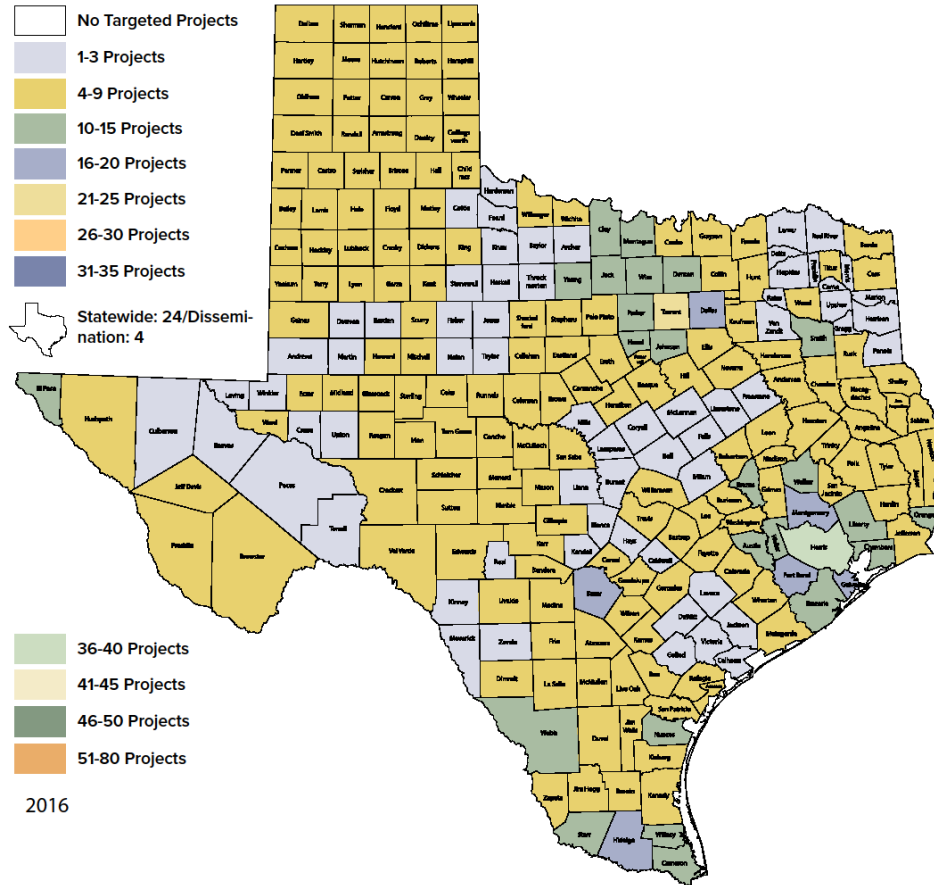 No Targeted Projects
1-3 Projects
4-9 Projects
10-15 Projects
16-20 Projects
21-25 Projects
26-30 Projects
31-35 Projects
Statewide: 24/Dissemi-
nation: 4
Dallam Sherman Hansford Ochiltree Lipscomb
Hartley Moore Hutchinson Roberts Hemphill
Oldham Potter Carson Gray Wheeler
Deaf Smith Randall Armstrong Donley Collings
worth
Parmer Castro Swisher Briscoe Hall Child
ress
Hardeman
Bailey Lamb Hale Floyd Motley Cottle Foard Wilbarger Wichita Clay Montague Cooke Grayson Fannin Lamar Red River Bowie
Cochran Hockley Lubbock Crosby Dickens King Knox Baylor Archer Delta Hopkins Titus Morris Cass
Yoakum Terry Lynn Garza Kent Stonewall Haskell Throck
morton Young Jack Wise Denton Collin Hunt Rains Wood Camp Upshur Marion
Gaines Dawson Borden Scurry Fisher Jones Shackel
ford Stephens Palo Pinto Parker Tarrant Dallas Kaufman Van
Zandt Smith Gregg Harrison
Andrews Martin Howard Mitchell Nolan Taylor Callahan Eastland Erath Hood Johnson Ellis Henderson Rusk Panola
El Paso Hudspeth Culberson Reeves Loving Winkler Ector Midland Glasscock Sterling Coke Runnels Coleman Brown Comanche Hamilton Bosque Hill Navarro Anderson Cherokee Nacog
doches Shelby
Ward Crane Upton Reagan Irion Tom Green Concho McCulloch San Saba Mills Lampasas Coryell McLennan Limestone Freestone Leon Houston Angelina Sabine
Jeff Davis Pecos Crockett Schleicher Menard Mason Llano Burnet Bell Falls Milam Robertson Madison Trinity Polk Tyler Jasper
Presidio Brewster Terrell Sutton Kimble Gillespie Blanco Williamson Burleson Brazos Grimes Walker San
Jacinto Hardin
Val Verde Edwards Kerr Kendall Hays Travis Bastrop Lee Washington Montgomery Liberty Orange
Real Bandera Comal Caldwell Fayette Austin Waller Harris Chambers Jefferson
Kinney Uvalde Medina Bexar Guadalupe Gonzales Lavaca Colorado Fort Bend Galveston
Maverick Zavala Frio Atascosa Wilson Karnes DeWitt Jackson Wharton Brazoria
Dimmit La Salle McMullen Live Oak Bee Goliad Victoria Calhoun Matagorda
Refugio
San Patricio
Webb Duval Jim
Wells Nueces
Kleberg
Zapata Jim Hogg Brooks Kenedy
Starr Hidalgo Willacy
Cameron
36-40 Projects
41-45 Projects
46-50 Projects
51-80 Projects
2016